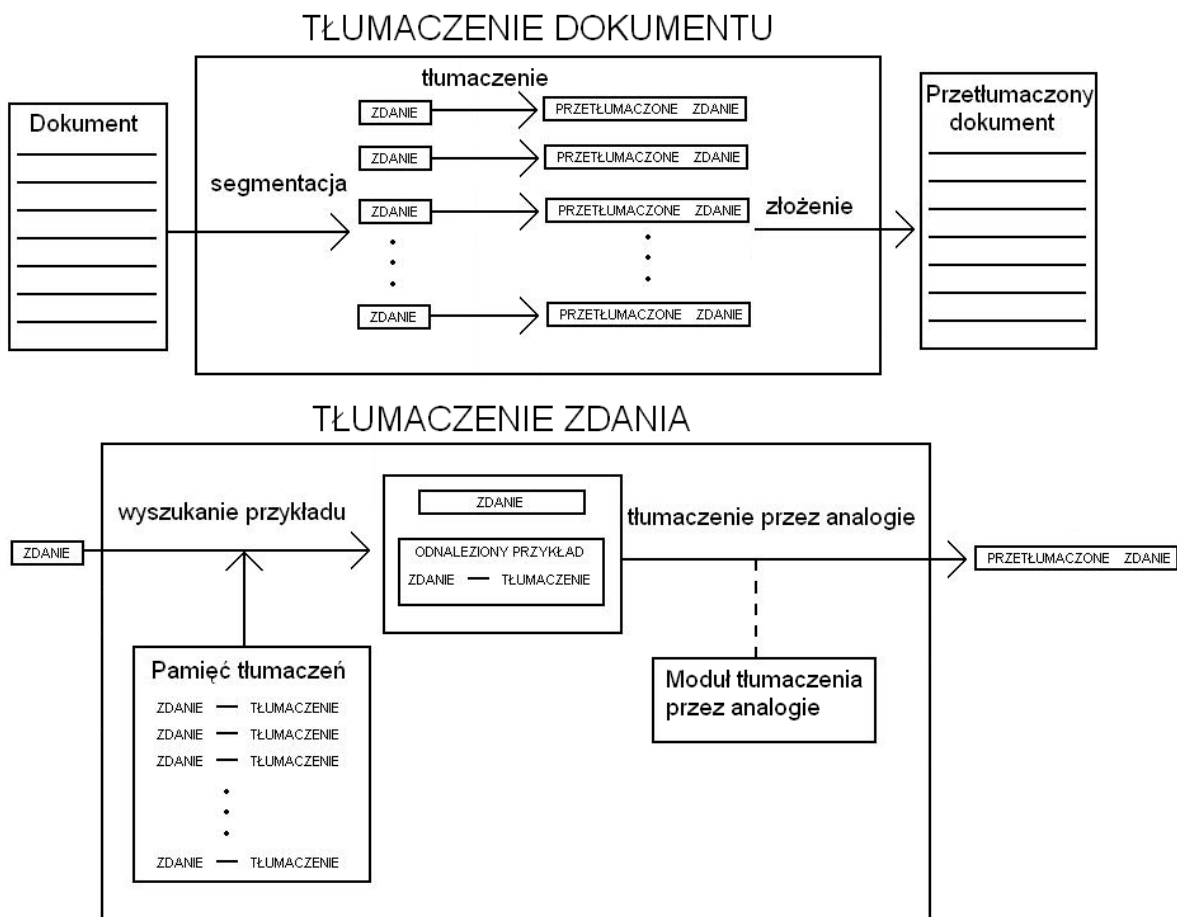 TŁUMACZENIE DOKUMENTU
Dokument
segmentacja
tłumaczenie
ZDANIE
PRZETŁUMACZONE ZDANIE
ZDANIE
PRZETŁUMACZONE ZDANIE
ZDANIE
PRZETŁUMACZONE ZDANIE
ZDANIE
PRZETŁUMACZONE ZDANIE
złożenie
Przetłumaczony
dokument
TŁUMACZENIE ZDANIA
ZDANIE
wyszukanie przykładu
Pamięć tłumaczeń
ZDANIE — TŁUMACZENIE
ZDANIE — TŁUMACZENIE
ZDANIE — TŁUMACZENIE
ZDANIE — TŁUMACZENIE
ZDANIE
ODNALEZIONY PRZYKŁAD
ZDANIE — TŁUMACZENIE
tłumaczenie przez analogie
Moduł tłumaczenia
przez analogie
PRZETŁUMACZONE ZDANIE